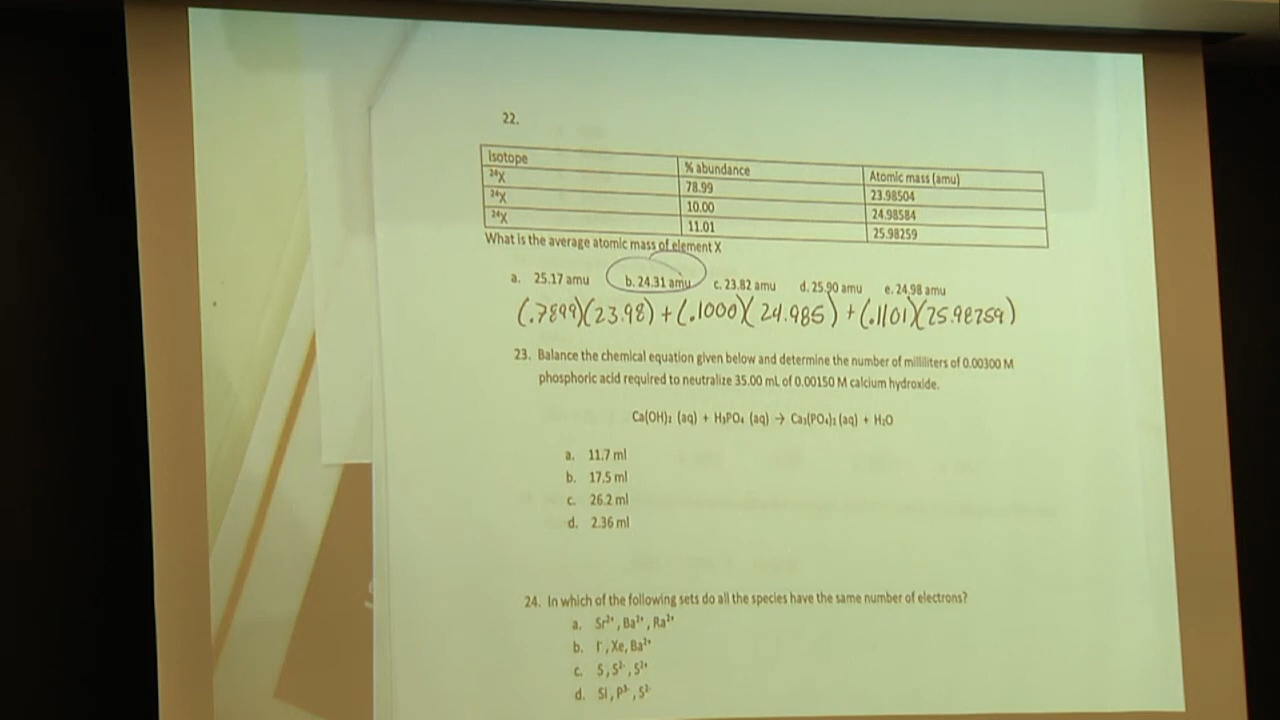 22.
Isotope % abundance Atomic mass (amu)
²⁴X 78.99 23.98504
²⁴X 10.00 24.98584
²⁴X 11.01 25.98259
What is the average atomic mass of element X
a. 25.17 amu b. 24.31 amu c. 23.82 amu d. 25.90 amu e. 24.98 amu
(.7899)(23.98) + (.1000)(24.985) + (.1101)(25.98259)
23. Balance the chemical equation given below and determine the number of milliliters of 0.00300 M
phosphoric acid required to neutralize 35.00 mL of 0.00150 M calcium hydroxide.
Ca(OH)₂ (aq) + H₃PO₄ (aq) → Ca₃(PO₄)₂ (aq) + H₂O
a. 11.7 ml
b. 17.5 ml
c. 26.2 ml
d. 2.36 ml
24. In which of the following sets do all the species have the same number of electrons?
a. Sr²⁺, Ba²⁺, Ra²⁺
b. I⁻, Xe, Ba²⁺
c. S, S²⁻, S²⁺
d. Si, P³⁻, S²⁻